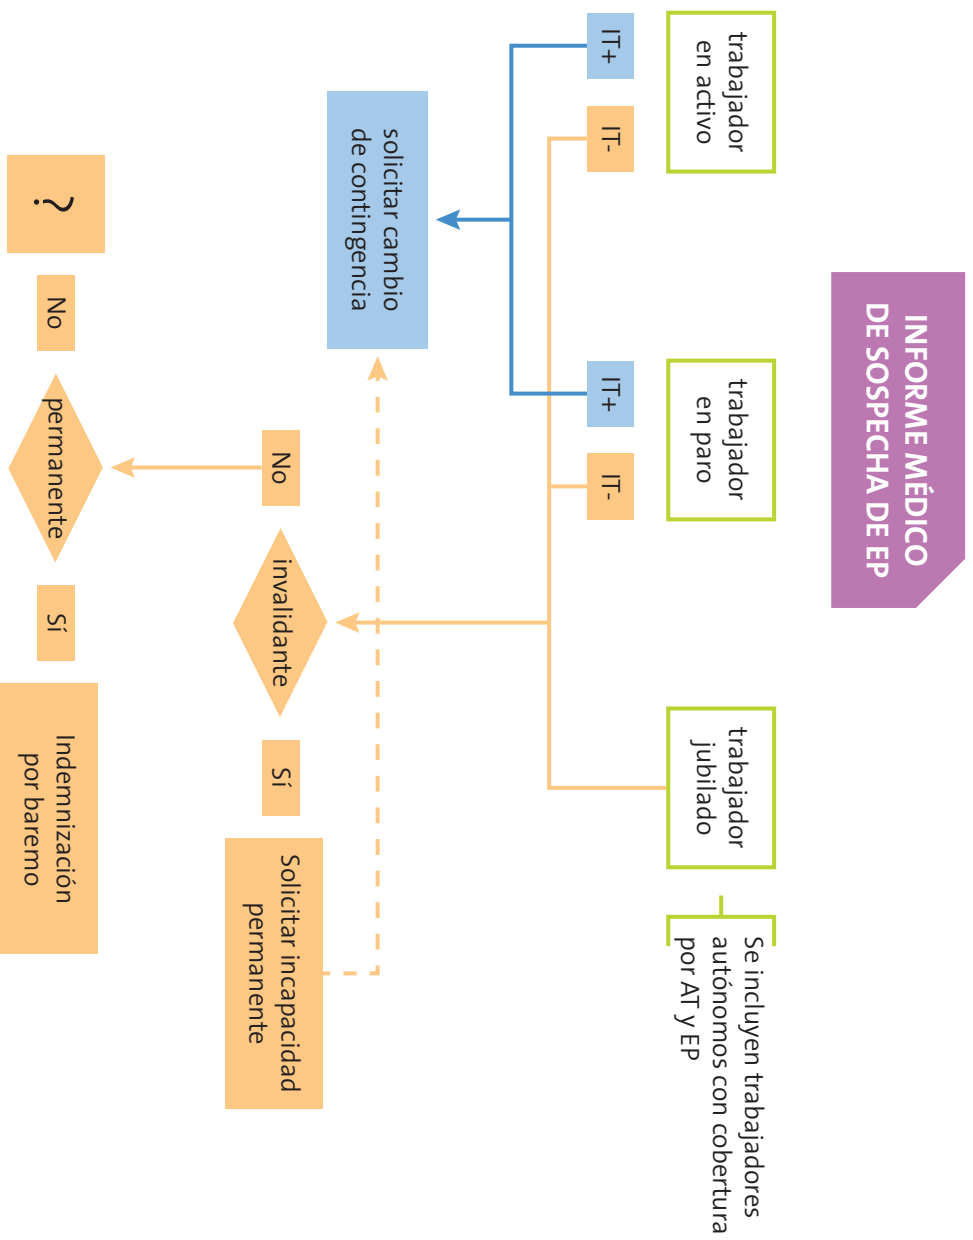 INFORME MÉDICO
DE SOSPECHA DE EP
trabajador
en activo
trabajador
en paro
trabajador
jubilado
Se incluyen trabajadores
autónomos con cobertura
por AT y EP
IT+
IT-
IT+
IT-
solicitar cambio
de contingencia
No
invalidante
Sí
Solicitar incapacidad
permanente
?
No
permanente
Sí
Indemnización
por baremo